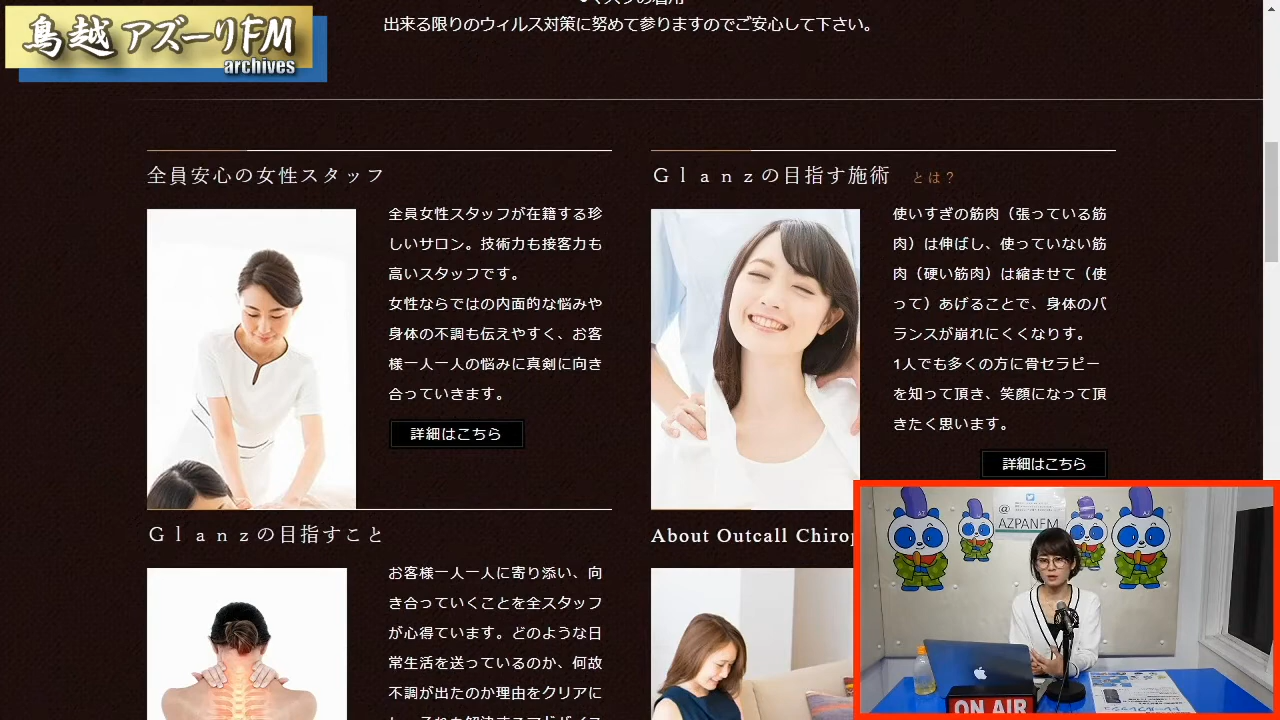 鳥越アズーリFM
archives
出来る限りのウィルス対策に努めて参りますのでご安心して下さい。
全員安心の女性スタッフ
全員女性スタッフが在籍する珍
しいサロン。技術力も接客力も
高いスタッフです。
女性ならではの内面的な悩みや
身体の不調も伝えやすく、お客
様一人一人の悩みに真剣に向き
合っていきます。
詳細はこちら
Ｇｌａｎｚの目指す施術 とは？
使いすぎの筋肉（張っている筋
肉）は伸ばし、使っていない筋
肉（硬い筋肉）は縮ませて（使
って）あげることで、身体のバ
ランスが崩れにくくなりす。
1人でも多くの方に骨セラピー
を知って頂き、笑顔になって頂
きたく思います。
詳細はこちら
Ｇｌａｎｚの目指すこと
お客様一人一人に寄り添い、向
き合っていくことを全スタッフ
が心得ています。どのような日
常生活を送っているのか、何故
不調が出たのか理由をクリアに
About Outcall Chirop
@
AZPANFM
ON AIR